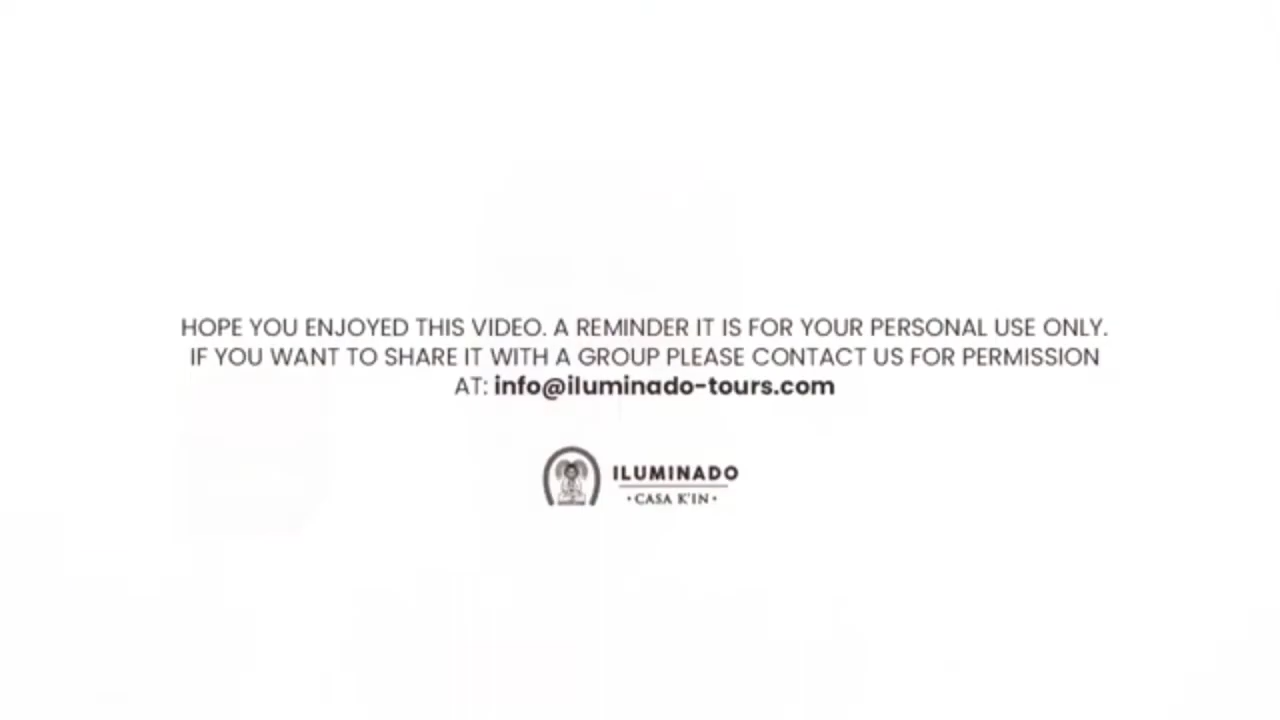 HOPE YOU ENJOYED THIS VIDEO. A REMINDER IT IS FOR YOUR PERSONAL USE ONLY.
IF YOU WANT TO SHARE IT WITH A GROUP PLEASE CONTACT US FOR PERMISSION
AT: info@iluminado-tours.com
ILUMINADO
• CASA K'IN •